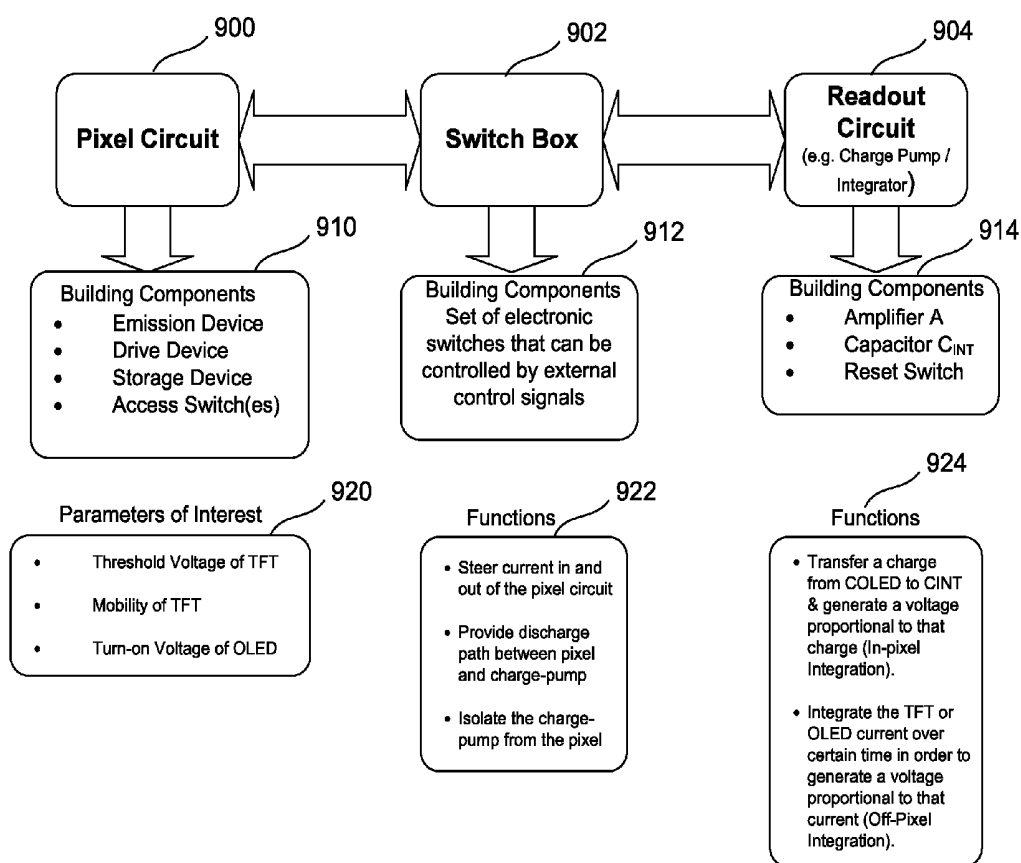 900
902
904
Pixel Circuit
Switch Box
Readout
Circuit
(e.g. Charge Pump /
Integrator)
910
912
914
Building Components
• Emission Device
• Drive Device
• Storage Device
• Access Switch(es)
Building Components
Set of electronic
switches that can be
controlled by external
control signals
Building Components
• Amplifier A
• Capacitor CINT
• Reset Switch
920
922
924
Parameters of Interest
• Threshold Voltage of TFT
• Mobility of TFT
• Turn-on Voltage of OLED
Functions
• Steer current in and
out of the pixel circuit
• Provide discharge
path between pixel
and charge-pump
• Isolate the charge-
pump from the pixel
Functions
• Transfer a charge
from COLED to CINT
& generate a voltage
proportional to that
charge (In-pixel
Integration).
• Integrate the TFT or
OLED current over
certain time in order to
generate a voltage
proportional to that
current (Off-Pixel
Integration).